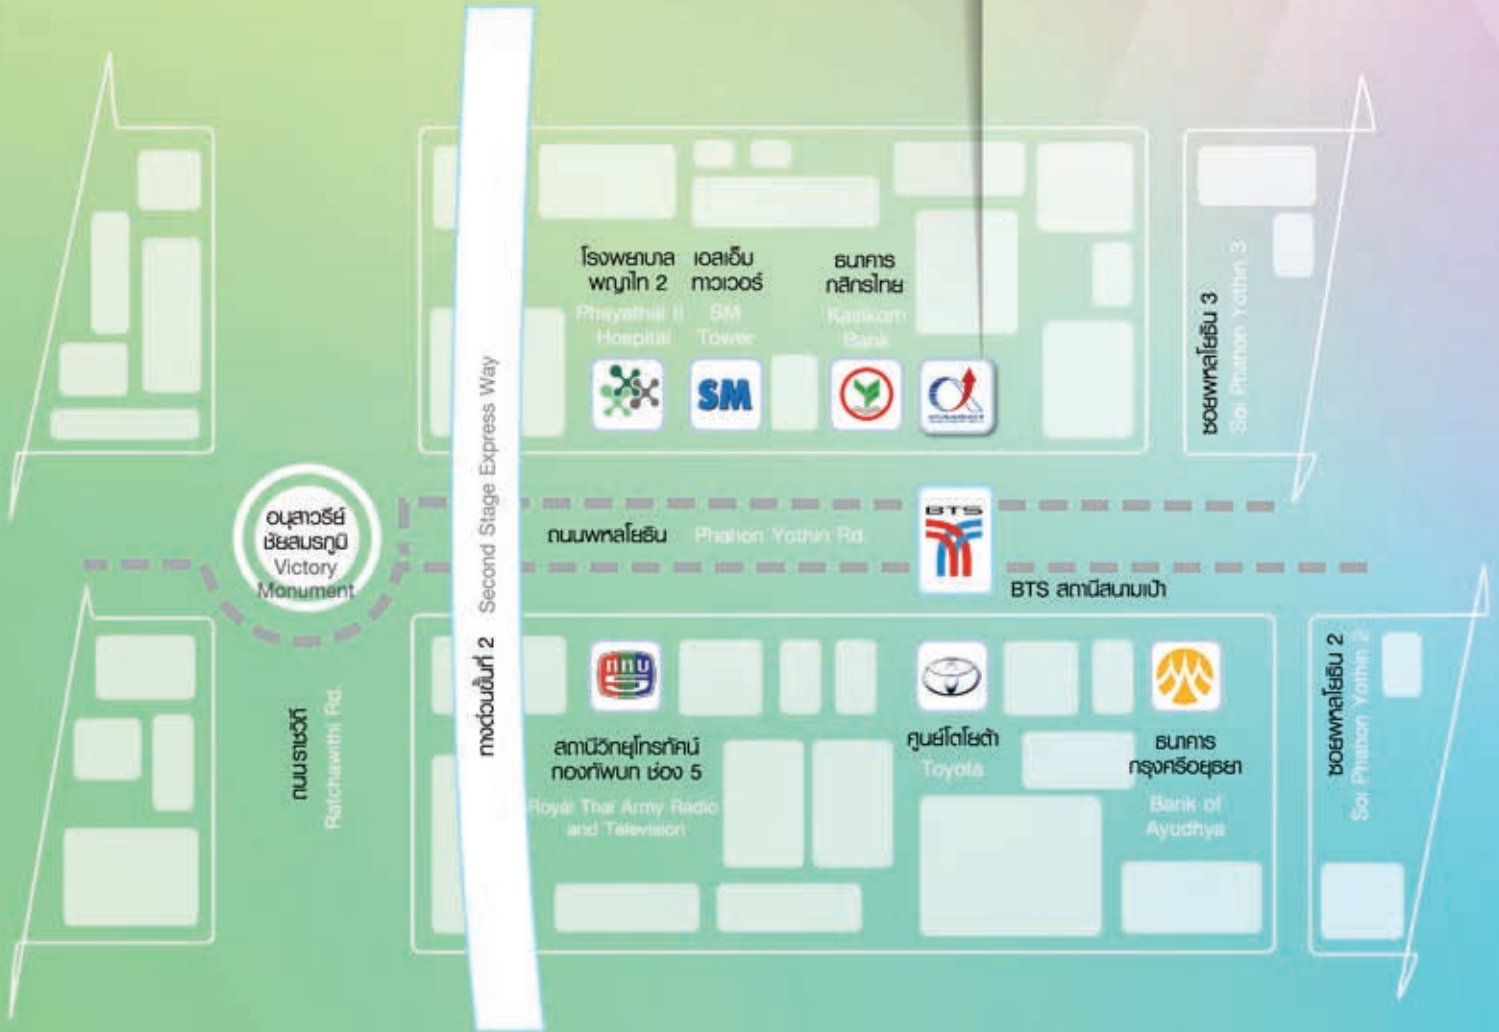 โรงพยาบาล
พญาไท 2
Phayathai II
Hospital
เอสเอ็ม
ทาวเวอร์
SM
Tower
SM
ธนาคาร
กสิกรไทย
Kasikorn
Bank
ซอยพหลโยธิน 3
Soi Phahon Yothin 3
อนุสาวรีย์
ชัยสมรภูมิ
Victory
Monument
ทางด่วนขั้นที่ 2 Second Stage Express Way
ถนนพหลโยธิน Phahon Yothin Rd.
BTS
BTS สถานีสนามเป้า
ถนนราชวิถี
Ratchawithi Rd.
ททบ
5
สถานีวิทยุโทรทัศน์
กองทัพบก ช่อง 5
Royal Thai Army Radio
and Television
ศูนย์โตโยต้า
Toyota
ธนาคาร
กรุงศรีอยุธยา
Bank of
Ayudhya
ซอยพหลโยธิน 2
Soi Phahon Yothin 2